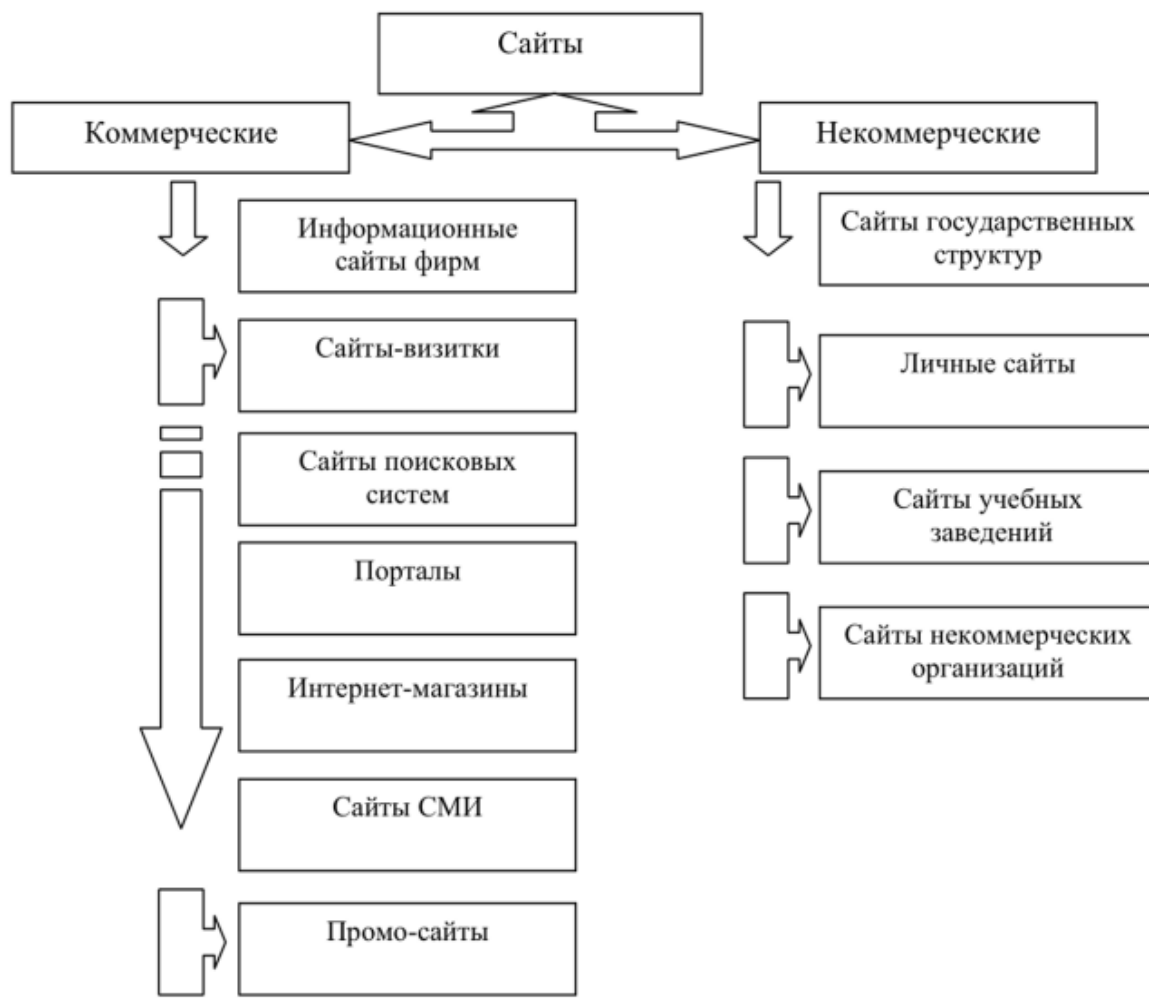 Сайты
Коммерческие
Некоммерческие
Информационные
сайты фирм
Сайты-визитки
Сайты поисковых
систем
Порталы
Интернет-магазины
Сайты СМИ
Промо-сайты
Сайты государственных
структур
Личные сайты
Сайты учебных
заведений
Сайты некоммерческих
организаций